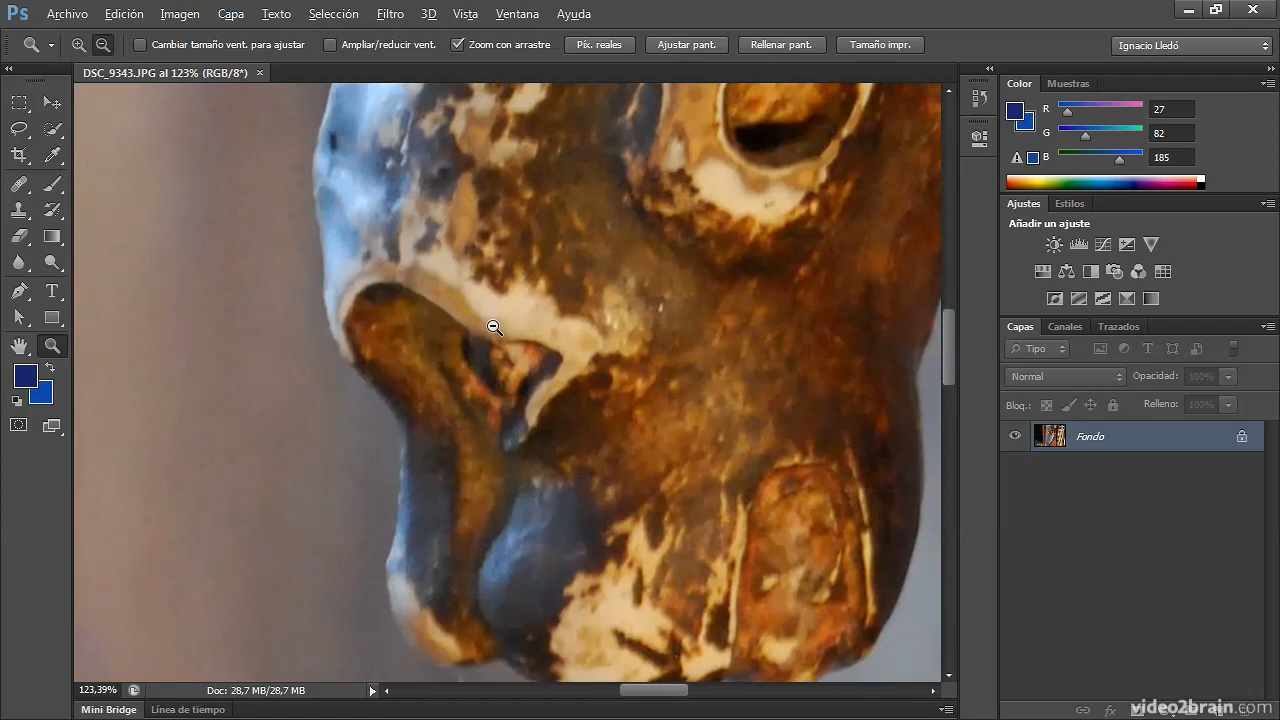 Ps Archivo Edición Imagen Capa Texto Selección Filtro 3D Vista Ventana Ayuda
Cambiar tamaño vent. para ajustar Ampliar/reducir vent. Zoom con arrastre Píx. reales Ajustar pant. Rellenar pant. Tamaño impr. Ignacio Lledó
DSC_9343.JPG al 123% (RGB/8*) ×
Color Muestras
R 27
G 82
B 185
Ajustes Estilos
Añadir un ajuste
Capas Canales Trazados
Tipo
Normal Opacidad: 100%
Bloq.: Relleno: 100%
Fondo
123,39% Doc: 28,7 MB/28,7 MB
Mini Bridge Línea de tiempo
video2brain.com